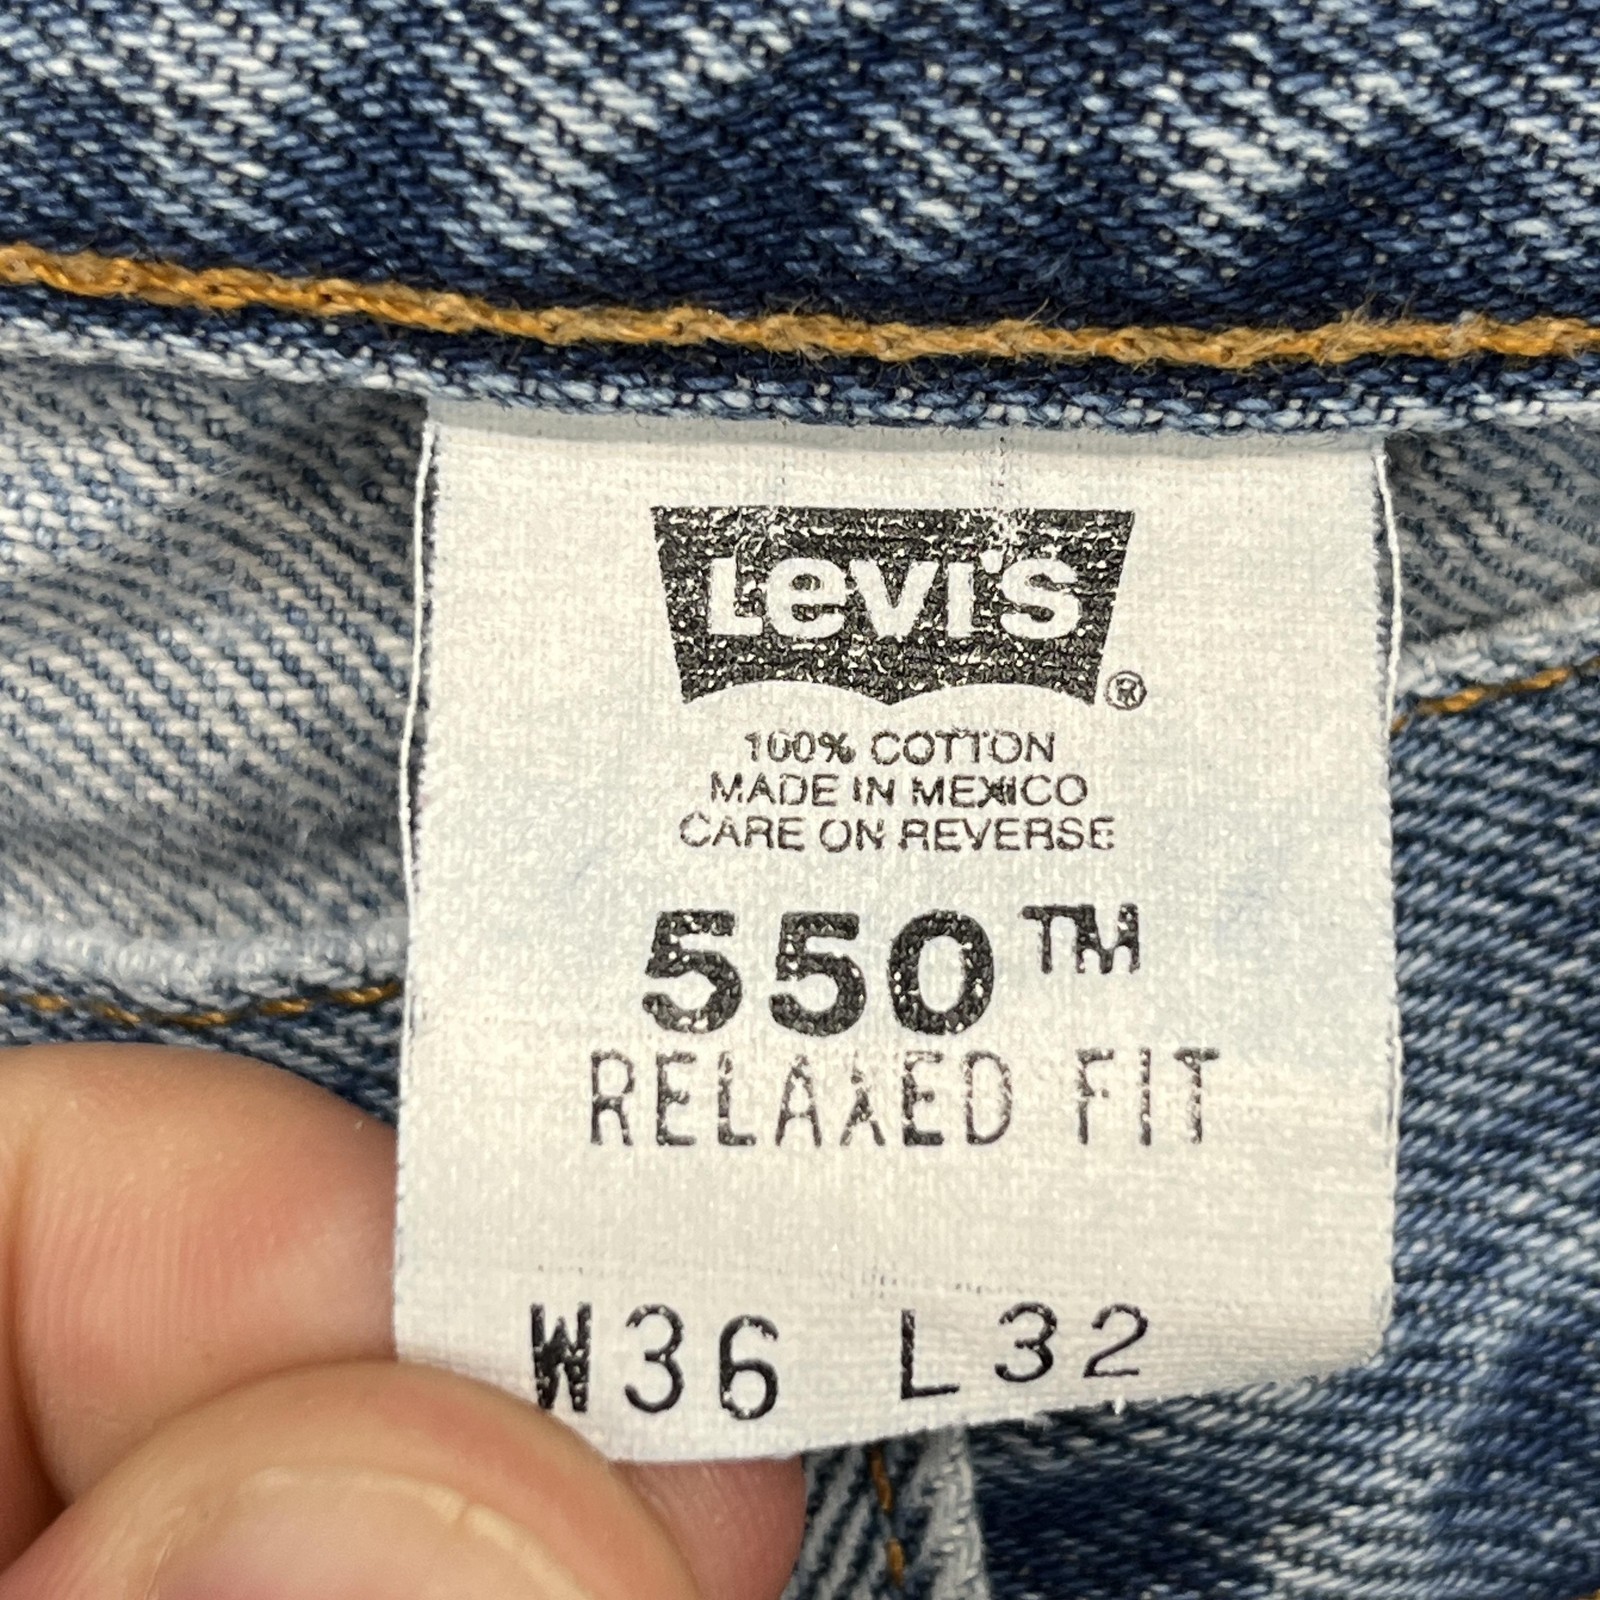 Levi's ®
100% COTTON
MADE IN MEXICO
CARE ON REVERSE
550™
RELAXED FIT
W36 L32